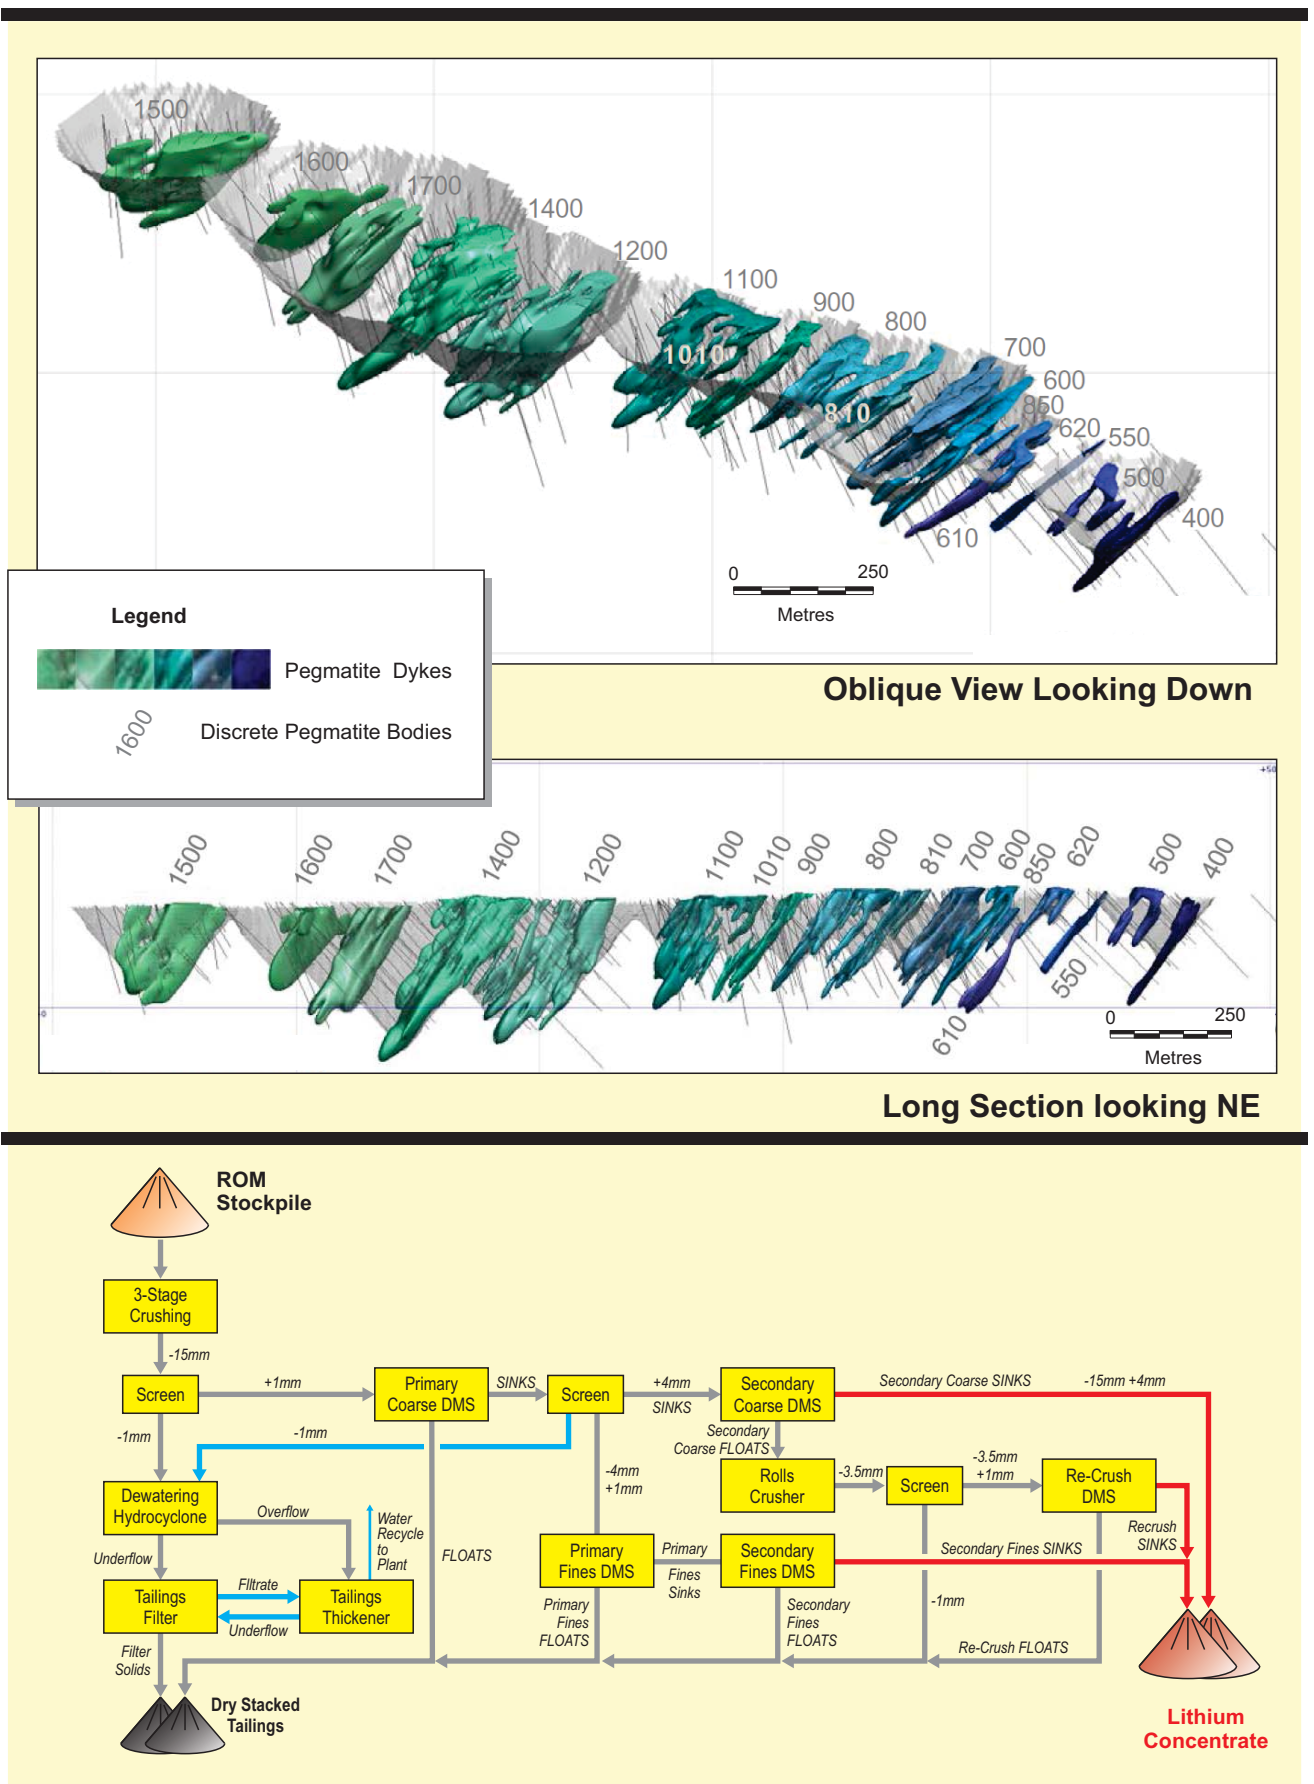 1500
1600
1700
1400
1200
1100
1010
900
800
810
700
600
850
620
550
500
400
610
0 250
Metres
Legend
Pegmatite Dykes
1600
Discrete Pegmatite Bodies
Oblique View Looking Down
+50
1500
1600
1700
1400
1200
1100
1010
900
800
810
700
600
850
620
500
400
550
610
0
0 250
Metres
Long Section looking NE
ROM
Stockpile
3-Stage
Crushing
-15mm
Screen
+1mm
Primary
Coarse DMS
SINKS
Screen
+4mm
SINKS
Secondary
Coarse DMS
Secondary Coarse SINKS
-15mm +4mm
-1mm
-1mm
Secondary
Coarse FLOATS
-4mm
+1mm
Rolls
Crusher
-3.5mm
Screen
-3.5mm
+1mm
Re-Crush
DMS
Dewatering
Hydrocyclone
Overflow
Water
Recycle
to
Plant
Underflow
FLOATS
Primary
Fines DMS
Primary
Fines
Sinks
Secondary
Fines DMS
Secondary Fines SINKS
Recrush
SINKS
Tailings
Filter
FIltrate
Underflow
Tailings
Thickener
Primary
Fines
FLOATS
Secondary
Fines
FLOATS
-1mm
Re-Crush FLOATS
Filter
Solids
Dry Stacked
Tailings
Lithium
Concentrate